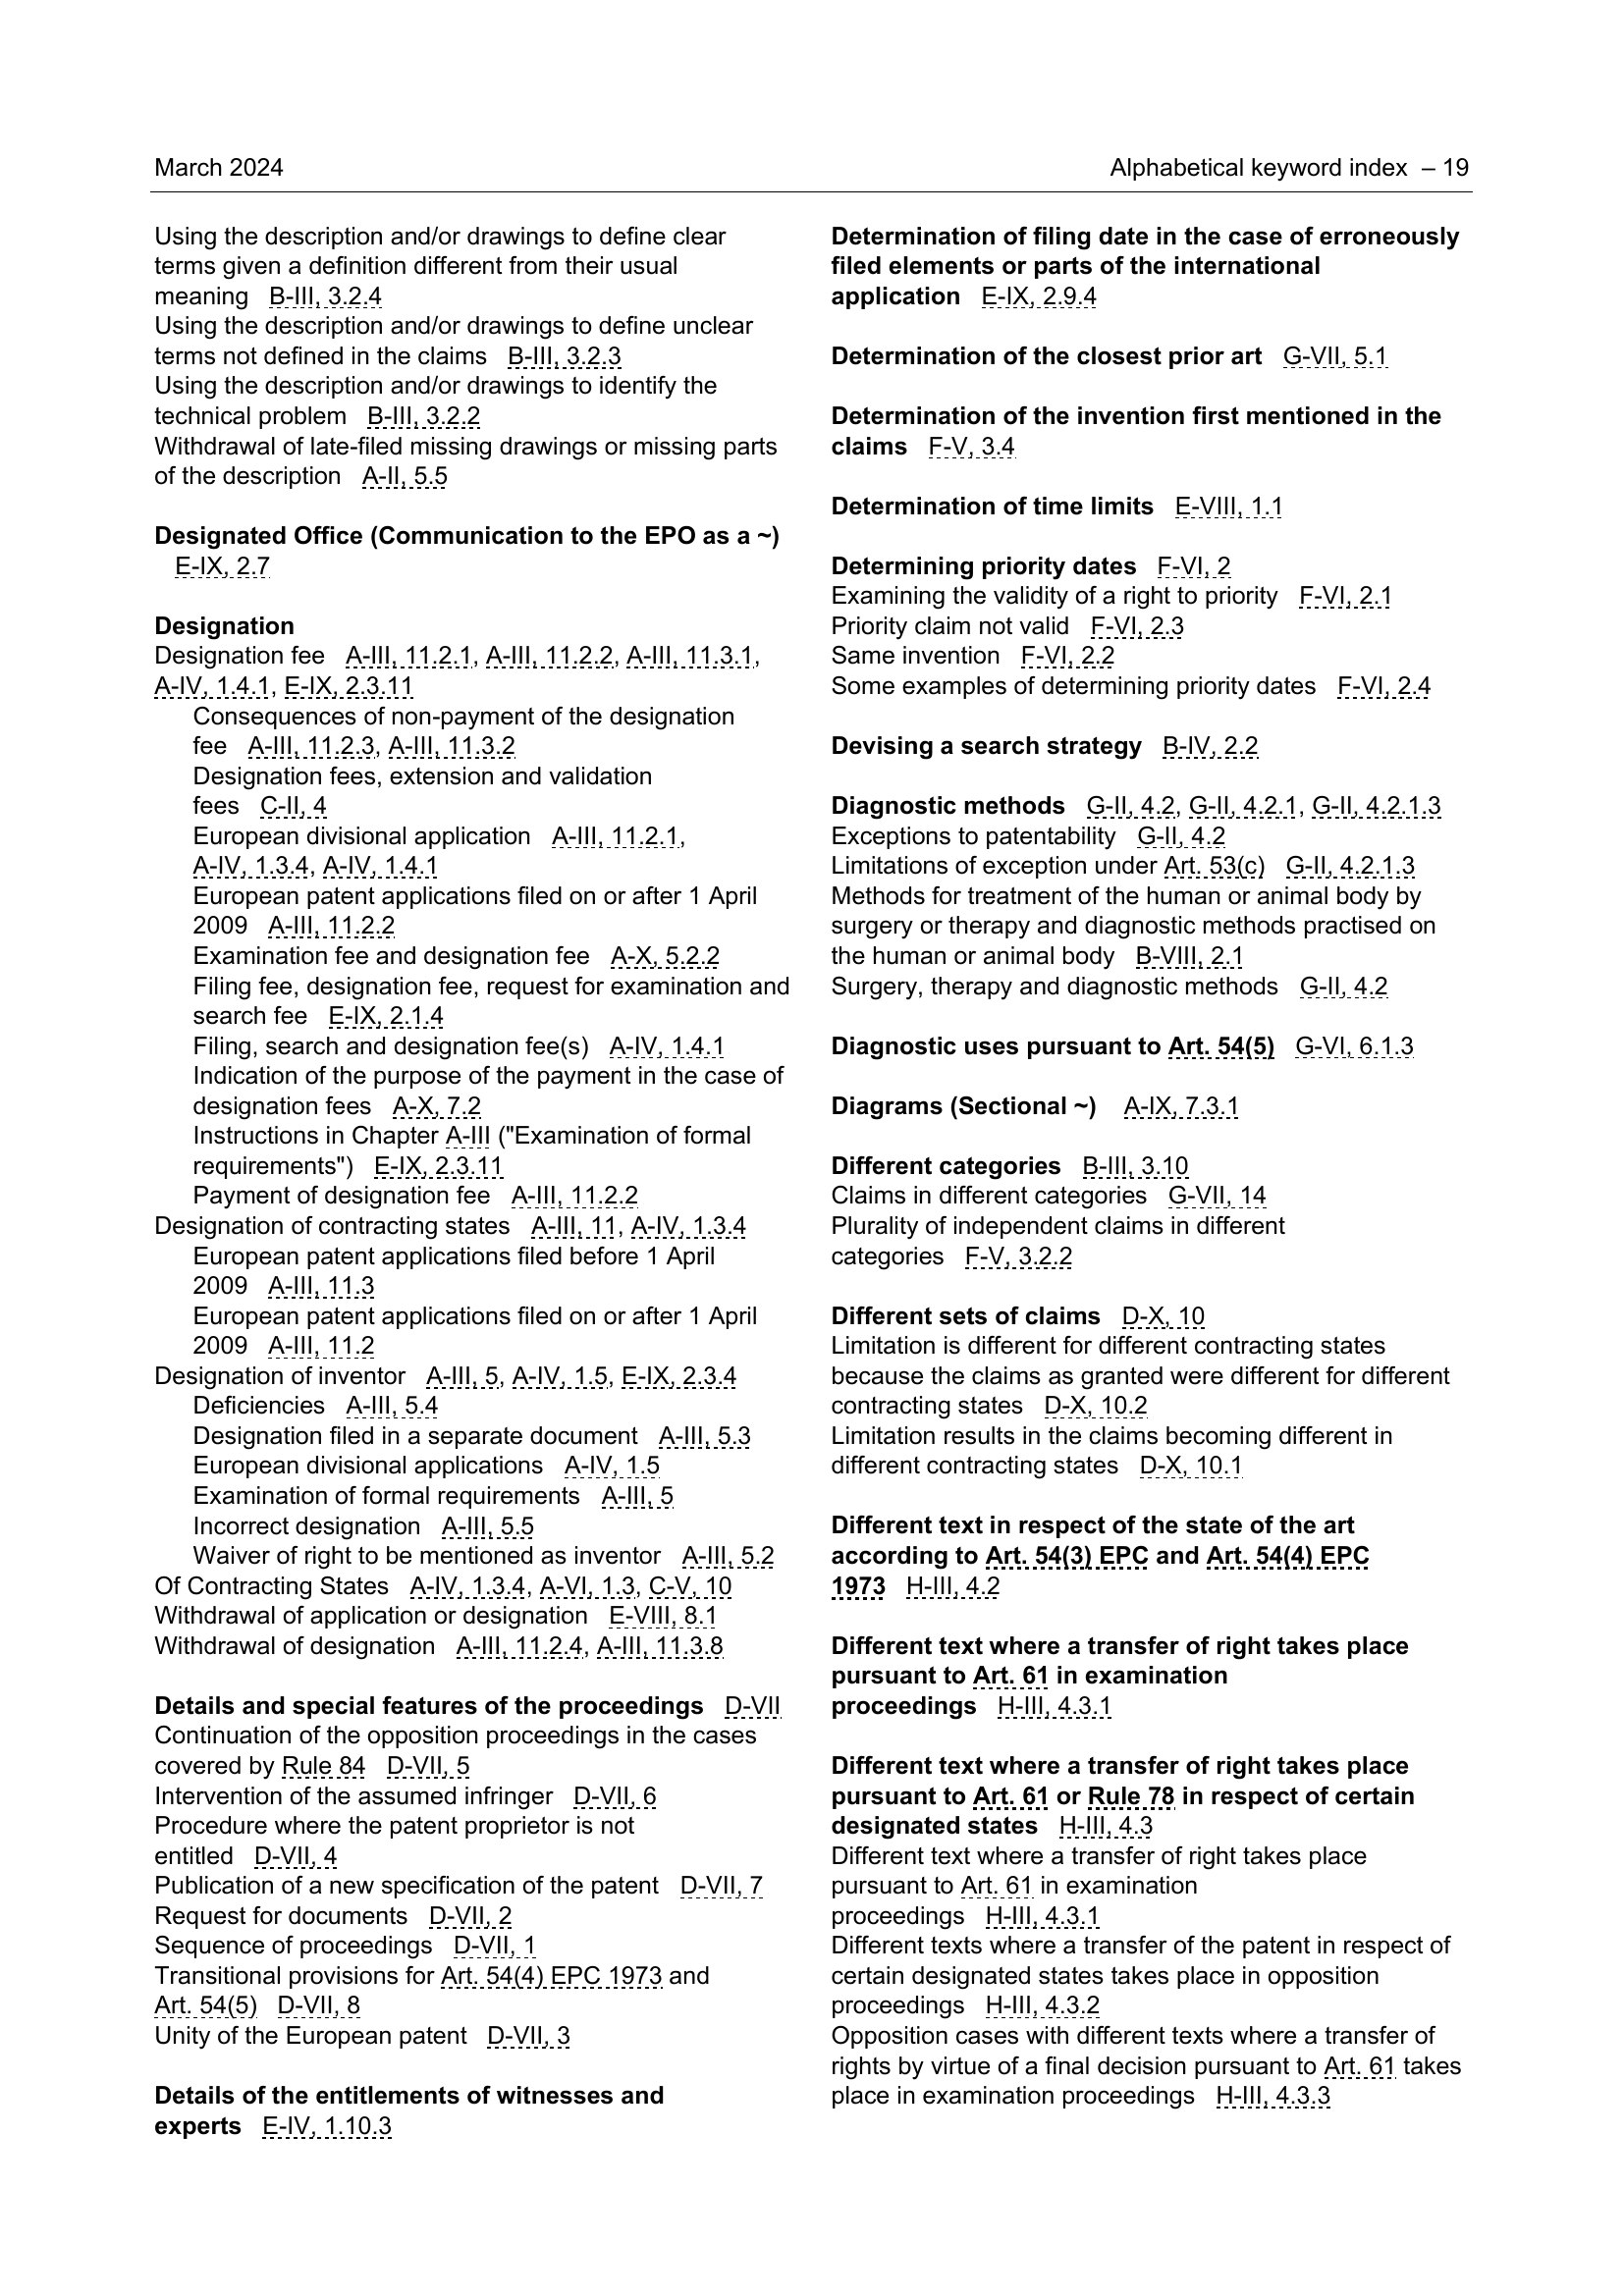 March 2024
Alphabetical keyword index – 19
Using the description and/or drawings to define clear
terms given a definition different from their usual
meaning B-III, 3.2.4
Using the description and/or drawings to define unclear
terms not defined in the claims B-III, 3.2.3
Using the description and/or drawings to identify the
technical problem B-III, 3.2.2
Withdrawal of late-filed missing drawings or missing parts
of the description A-II, 5.5
Designated Office (Communication to the EPO as a ~)
E-IX, 2.7
Designation
Designation fee A-III, 11.2.1, A-III, 11.2.2, A-III, 11.3.1,
A-IV, 1.4.1, E-IX, 2.3.11
Consequences of non-payment of the designation
fee A-III, 11.2.3, A-III, 11.3.2
Designation fees, extension and validation
fees C-II, 4
European divisional application A-III, 11.2.1,
A-IV, 1.3.4, A-IV, 1.4.1
European patent applications filed on or after 1 April
2009 A-III, 11.2.2
Examination fee and designation fee A-X, 5.2.2
Filing fee, designation fee, request for examination and
search fee E-IX, 2.1.4
Filing, search and designation fee(s) A-IV, 1.4.1
Indication of the purpose of the payment in the case of
designation fees A-X, 7.2
Instructions in Chapter A-III ("Examination of formal
requirements") E-IX, 2.3.11
Payment of designation fee A-III, 11.2.2
Designation of contracting states A-III, 11, A-IV, 1.3.4
European patent applications filed before 1 April
2009 A-III, 11.3
European patent applications filed on or after 1 April
2009 A-III, 11.2
Designation of inventor A-III, 5, A-IV, 1.5, E-IX, 2.3.4
Deficiencies A-III, 5.4
Designation filed in a separate document A-III, 5.3
European divisional applications A-IV, 1.5
Examination of formal requirements A-III, 5
Incorrect designation A-III, 5.5
Waiver of right to be mentioned as inventor A-III, 5.2
Of Contracting States A-IV, 1.3.4, A-VI, 1.3, C-V, 10
Withdrawal of application or designation E-VIII, 8.1
Withdrawal of designation A-III, 11.2.4, A-III, 11.3.8
Details and special features of the proceedings D-VII
Continuation of the opposition proceedings in the cases
covered by Rule 84 D-VII, 5
Intervention of the assumed infringer D-VII, 6
Procedure where the patent proprietor is not
entitled D-VII, 4
Publication of a new specification of the patent D-VII, 7
Request for documents D-VII, 2
Sequence of proceedings D-VII, 1
Transitional provisions for Art. 54(4) EPC 1973 and
Art. 54(5) D-VII, 8
Unity of the European patent D-VII, 3
Details of the entitlements of witnesses and
experts E-IV, 1.10.3
Determination of filing date in the case of erroneously
filed elements or parts of the international
application E-IX, 2.9.4
Determination of the closest prior art G-VII, 5.1
Determination of the invention first mentioned in the
claims F-V, 3.4
Determination of time limits E-VIII, 1.1
Determining priority dates F-VI, 2
Examining the validity of a right to priority F-VI, 2.1
Priority claim not valid F-VI, 2.3
Same invention F-VI, 2.2
Some examples of determining priority dates F-VI, 2.4
Devising a search strategy B-IV, 2.2
Diagnostic methods G-II, 4.2, G-II, 4.2.1, G-II, 4.2.1.3
Exceptions to patentability G-II, 4.2
Limitations of exception under Art. 53(c) G-II, 4.2.1.3
Methods for treatment of the human or animal body by
surgery or therapy and diagnostic methods practised on
the human or animal body B-VIII, 2.1
Surgery, therapy and diagnostic methods G-II, 4.2
Diagnostic uses pursuant to Art. 54(5) G-VI, 6.1.3
Diagrams (Sectional ~) A-IX, 7.3.1
Different categories B-III, 3.10
Claims in different categories G-VII, 14
Plurality of independent claims in different
categories F-V, 3.2.2
Different sets of claims D-X, 10
Limitation is different for different contracting states
because the claims as granted were different for different
contracting states D-X, 10.2
Limitation results in the claims becoming different in
different contracting states D-X, 10.1
Different text in respect of the state of the art
according to Art. 54(3) EPC and Art. 54(4) EPC
1973 H-III, 4.2
Different text where a transfer of right takes place
pursuant to Art. 61 in examination
proceedings H-III, 4.3.1
Different text where a transfer of right takes place
pursuant to Art. 61 or Rule 78 in respect of certain
designated states H-III, 4.3
Different text where a transfer of right takes place
pursuant to Art. 61 in examination
proceedings H-III, 4.3.1
Different texts where a transfer of the patent in respect of
certain designated states takes place in opposition
proceedings H-III, 4.3.2
Opposition cases with different texts where a transfer of
rights by virtue of a final decision pursuant to Art. 61 takes
place in examination proceedings H-III, 4.3.3